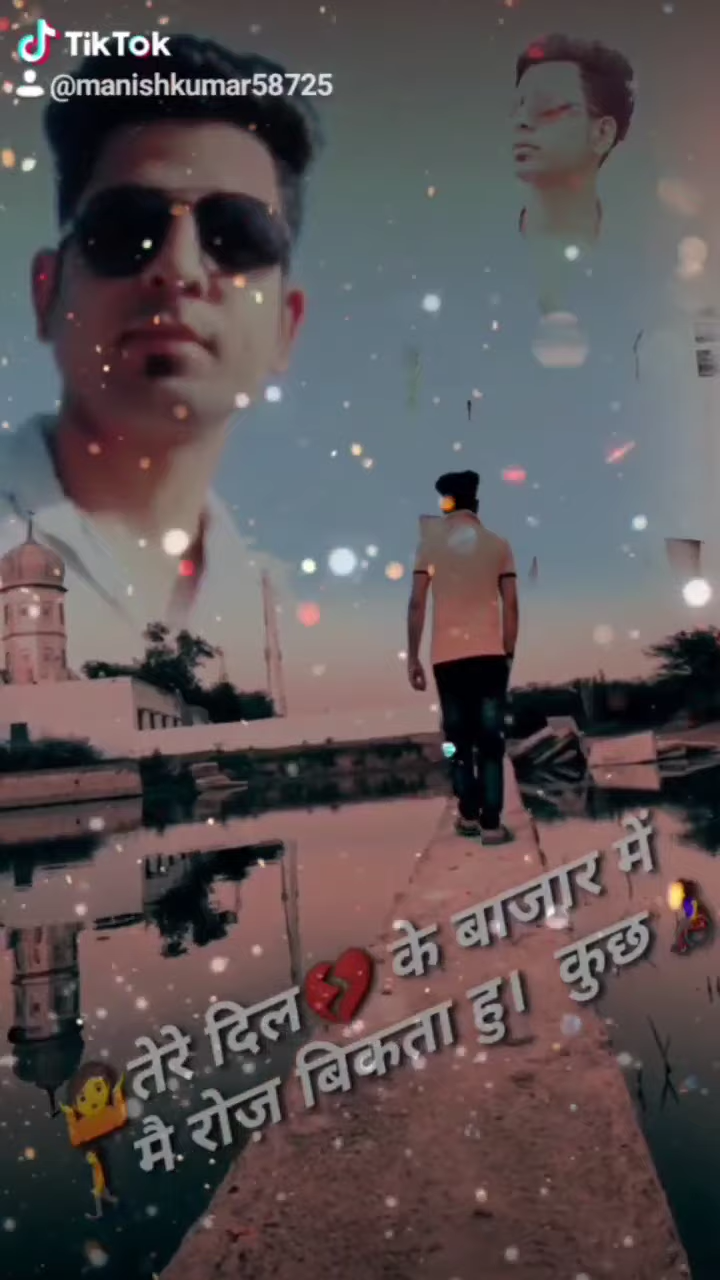 TikTok
@manishkumar58725
तेरे दिल💔 के बाजार में
मै रोज़ बिकता हु। कुछ